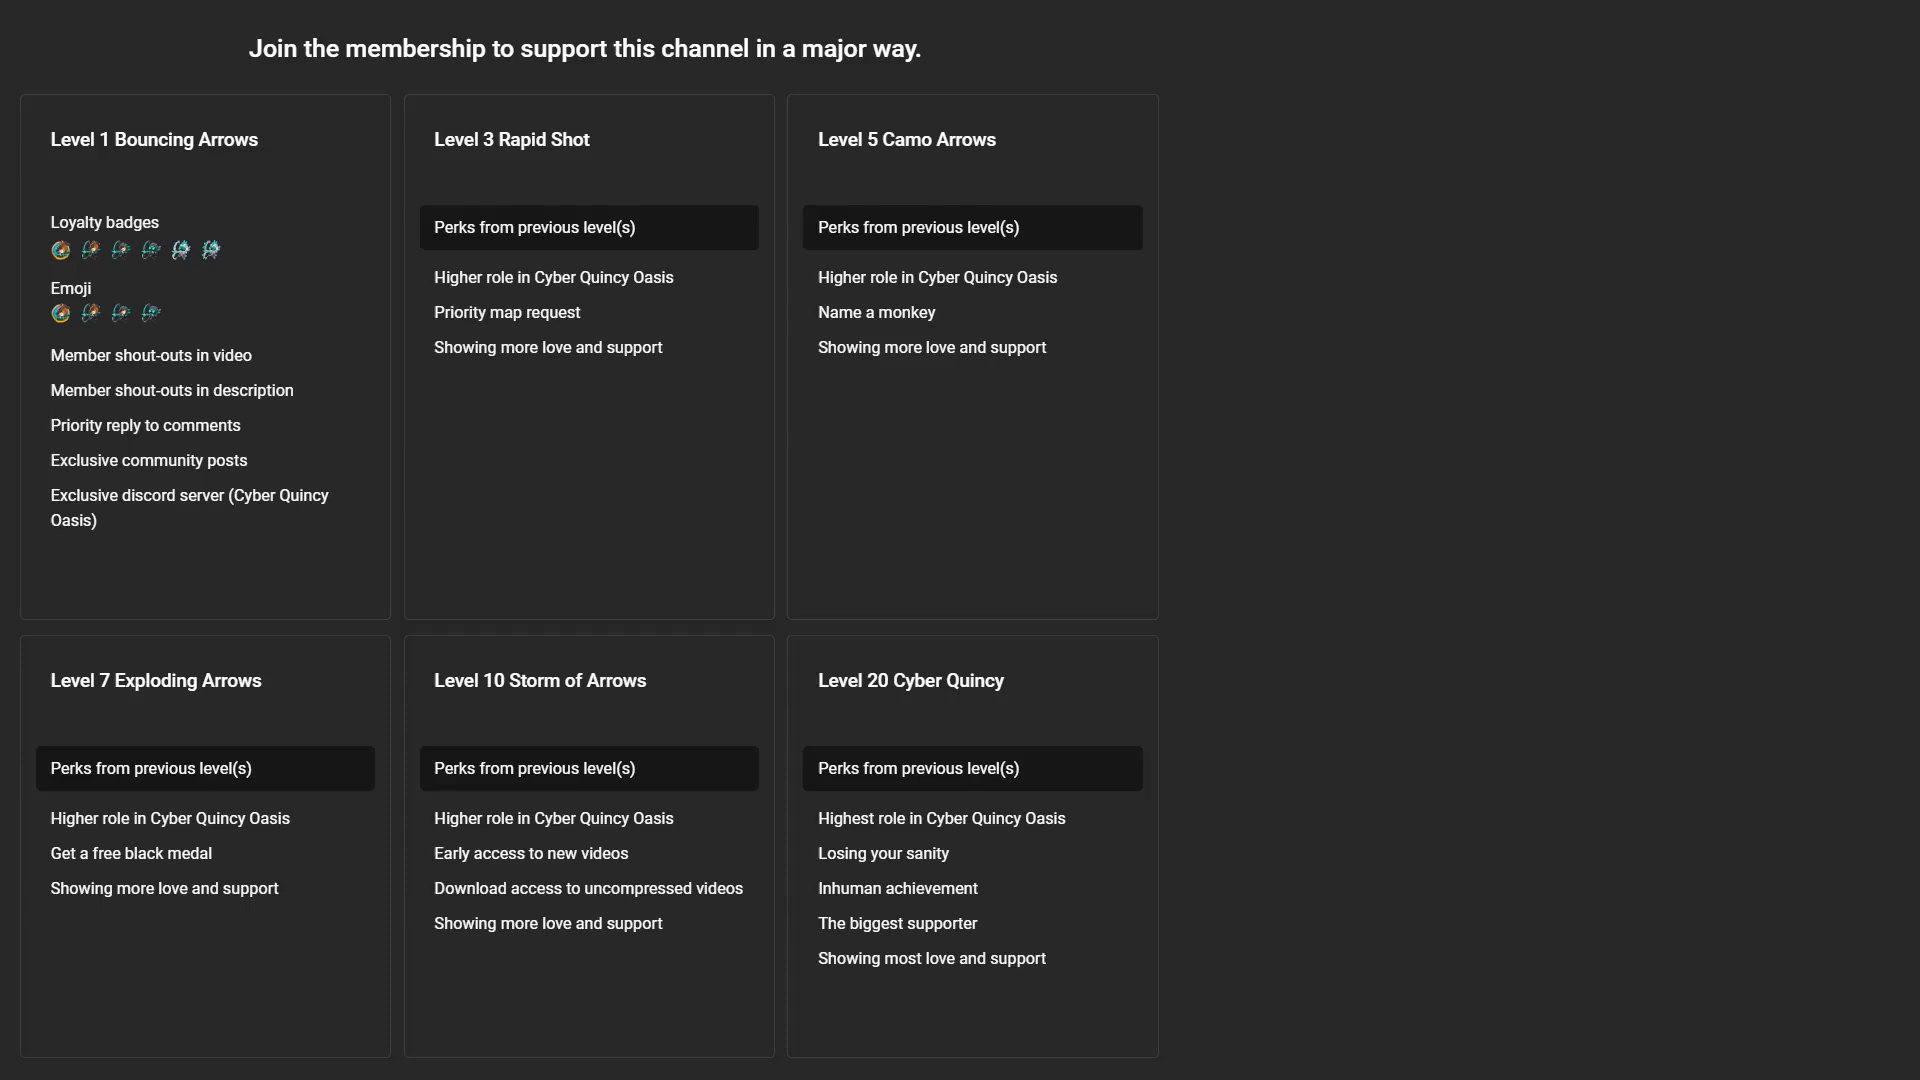 Join the membership to support this channel in a major way.
Level 1 Bouncing Arrows
Loyalty badges
Emoji
Member shout-outs in video
Member shout-outs in description
Priority reply to comments
Exclusive community posts
Exclusive discord server (Cyber Quincy
Oasis)
Level 3 Rapid Shot
Perks from previous level(s)
Higher role in Cyber Quincy Oasis
Priority map request
Showing more love and support
Level 5 Camo Arrows
Perks from previous level(s)
Higher role in Cyber Quincy Oasis
Name a monkey
Showing more love and support
Level 7 Exploding Arrows
Perks from previous level(s)
Higher role in Cyber Quincy Oasis
Get a free black medal
Showing more love and support
Level 10 Storm of Arrows
Perks from previous level(s)
Higher role in Cyber Quincy Oasis
Early access to new videos
Download access to uncompressed videos
Showing more love and support
Level 20 Cyber Quincy
Perks from previous level(s)
Highest role in Cyber Quincy Oasis
Losing your sanity
Inhuman achievement
The biggest supporter
Showing most love and support